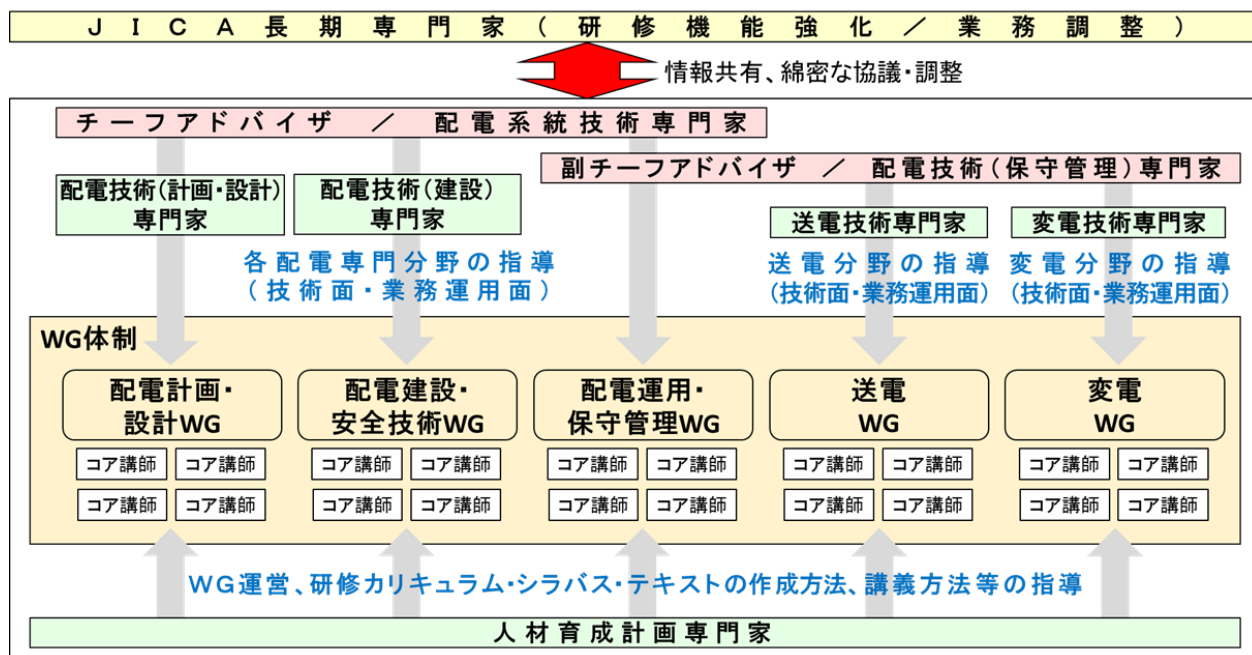 JICA長期専門家(研修機能強化／業務調整)
情報共有、綿密な協議・調整
チーフアドバイザ ／ 配電系統技術専門家
副チーフアドバイザ ／ 配電技術(保守管理)専門家
配電技術(計画・設計)
専門家
配電技術(建設)
専門家
送電技術専門家
変電技術専門家
各配電専門分野の指導
(技術面・業務運用面)
送電分野の指導
(技術面・業務運用面)
変電分野の指導
(技術面・業務運用面)
WG体制
配電計画・
設計WG
配電建設・
安全技術WG
配電運用・
保守管理WG
送電
WG
変電
WG
コア講師 コア講師 コア講師 コア講師 コア講師 コア講師 コア講師 コア講師 コア講師 コア講師
コア講師 コア講師 コア講師 コア講師 コア講師 コア講師 コア講師 コア講師 コア講師 コア講師
WG運営、研修カリキュラム・シラバス・テキストの作成方法、講義方法等の指導
人材育成計画専門家